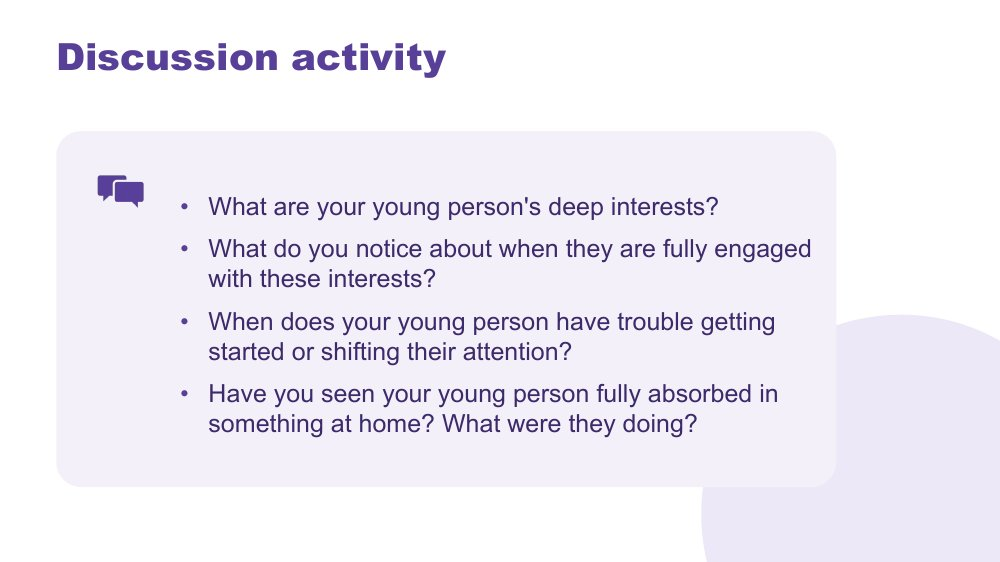 Discussion activity
• What are your young person's deep interests?
• What do you notice about when they are fully engaged
with these interests?
• When does your young person have trouble getting
started or shifting their attention?
• Have you seen your young person fully absorbed in
something at home? What were they doing?